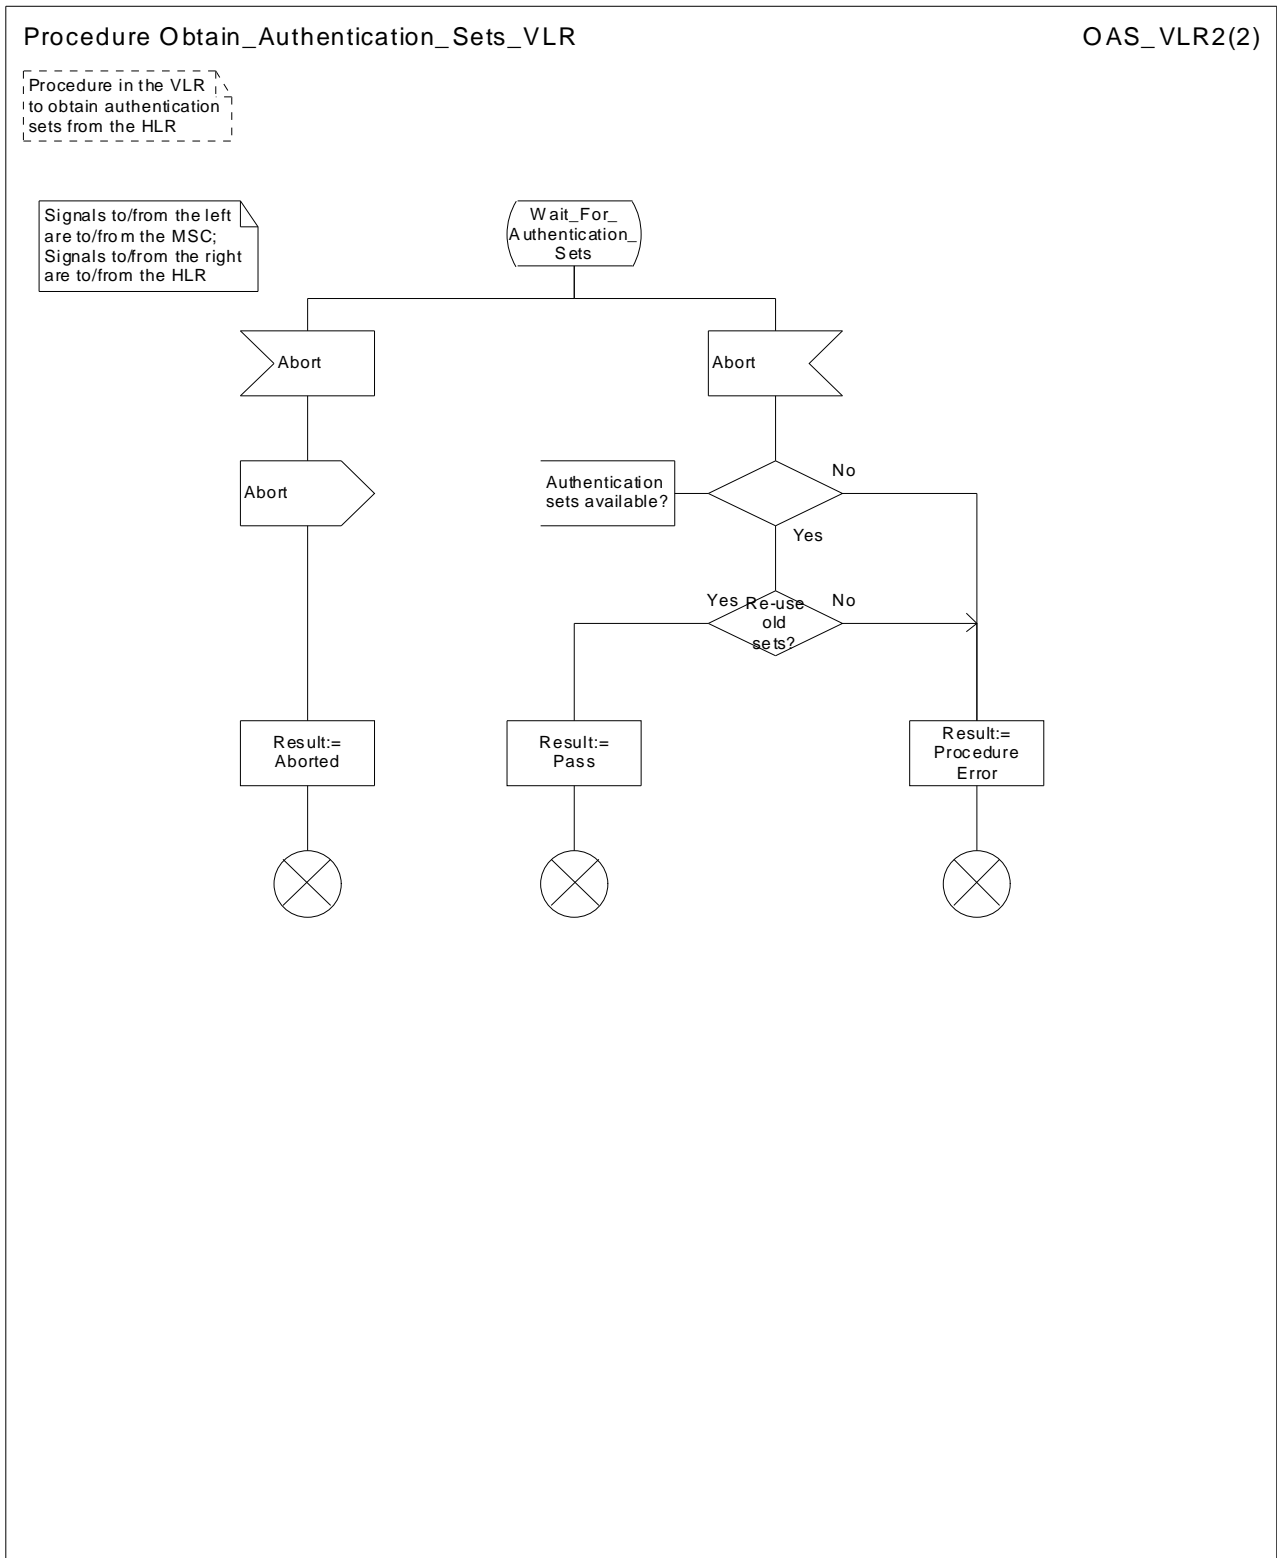 Procedure Obtain_Authentication_Sets_VLR
OAS_VLR2(2)
Procedure in the VLR
to obtain authentication
sets from the HLR
Signals to/from the left
are to/from the MSC;
Signals to/from the right
are to/from the HLR
Wait_For_
Authentication_
Sets
Abort
Abort
Abort
Authentication
sets available?
No
Yes
Yes
Re-use
old
sets?
No
Result:=
Aborted
Result:=
Pass
Result:=
Procedure
Error